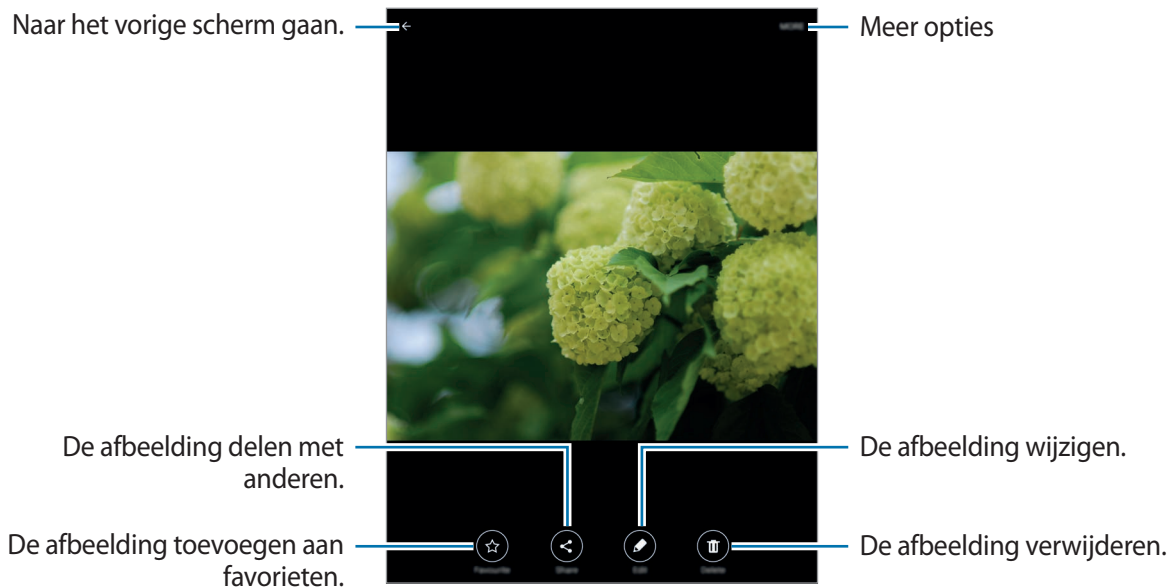 Naar het vorige scherm gaan.
MORE
Meer opties
De afbeelding delen met
anderen.
De afbeelding wijzigen.
De afbeelding toevoegen aan
favorieten.
De afbeelding verwijderen.
Favourite
Share
Edit
Delete